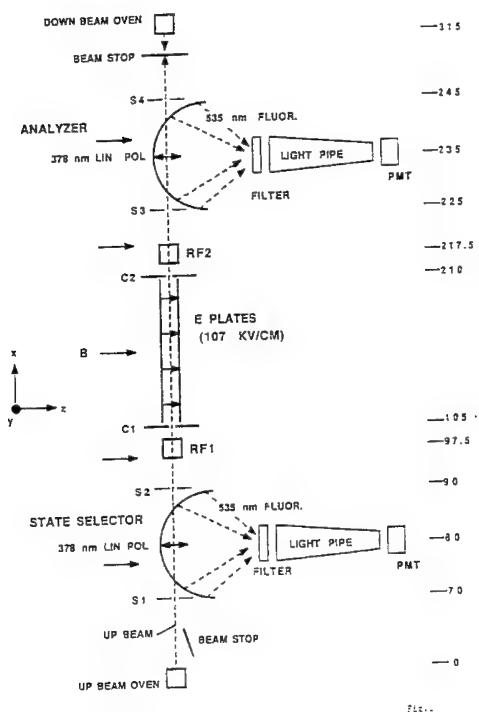 DOWN BEAM OVEN
315
BEAM STOP
245
S4
535 nm FLUOR.
ANALYZER
235
378 nm LIN POL
LIGHT PIPE
PMT
FILTER
S3
225
217.5
RF2
C2
210
E PLATES
(107 KV/CM)
B
x
y
z
C1
105
97.5
RF1
90
S2
535 nm FLUOR.
STATE SELECTOR
378 nm LIN POL
LIGHT PIPE
80
FILTER
PMT
S1
70
UP BEAM
BEAM STOP
0
UP BEAM OVEN